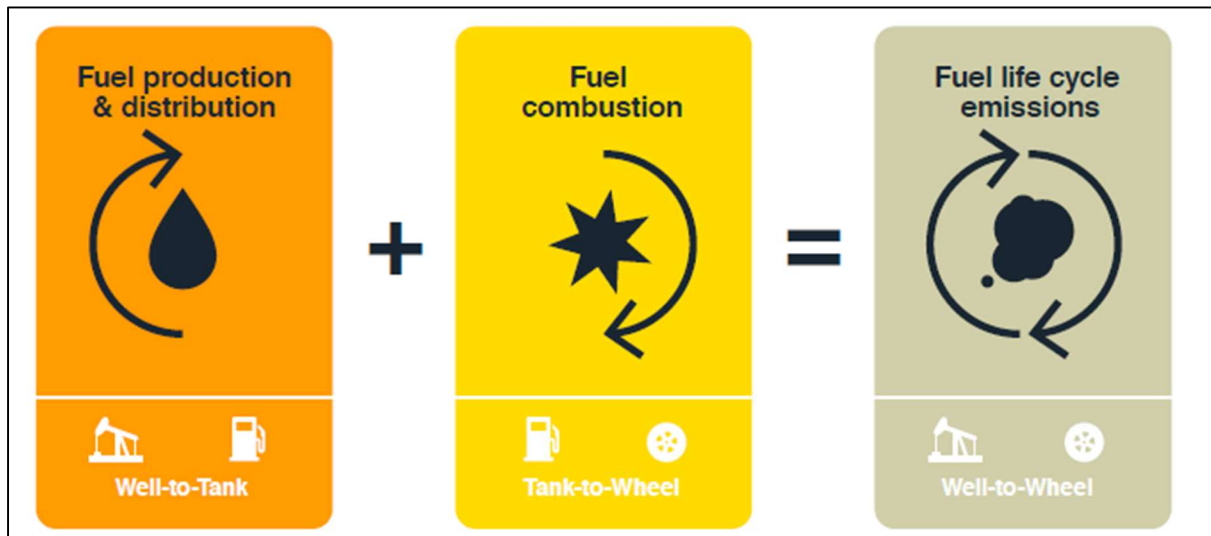 Fuel production
& distribution
+
Fuel
combustion
=
Fuel life cycle
emissions
Well-to-Tank
Tank-to-Wheel
Well-to-Wheel